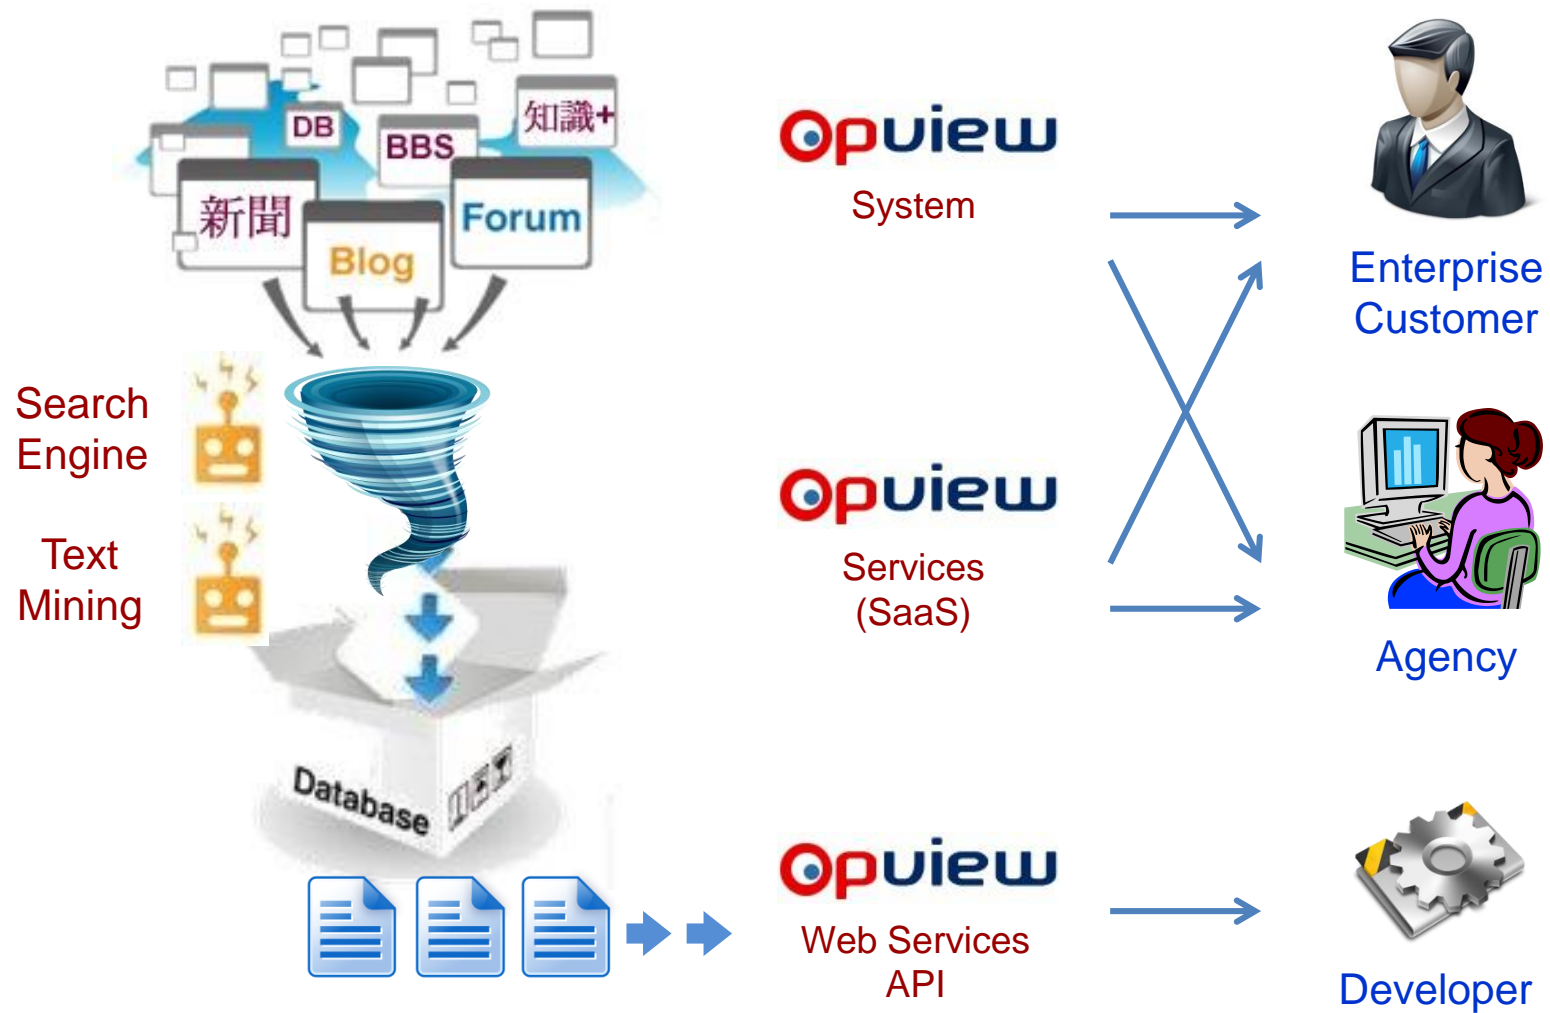 DB
BBS
知識+
新聞
Blog
Forum
Search
Engine
Text
Mining
Database
Opview
System
Opview
Services
(SaaS)
Opview
Web Services
API
Enterprise
Customer
Agency
Developer